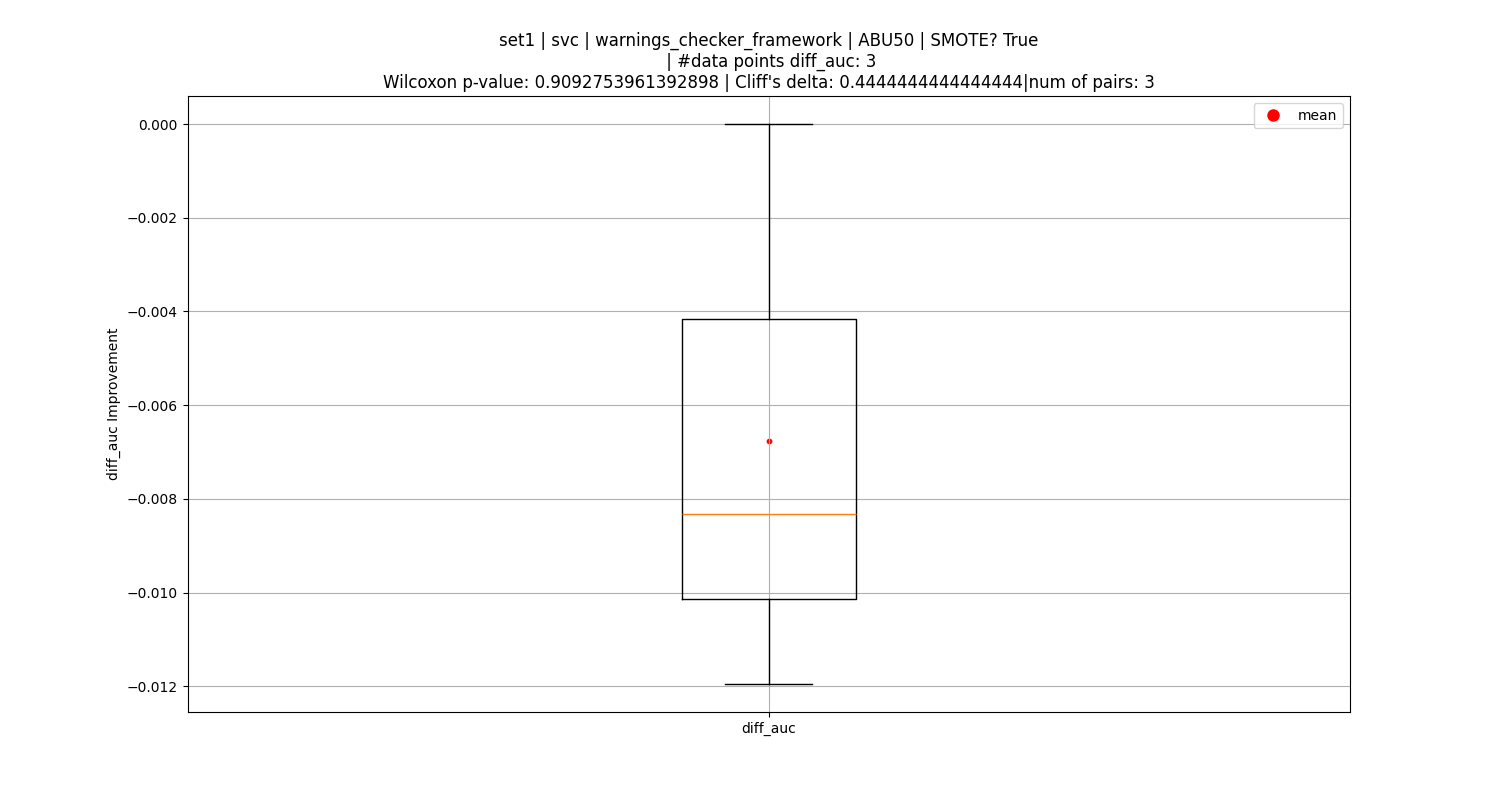 set1 | svc | warnings_checker_framework | ABU50 | SMOTE? True
| #data points diff_auc: 3
Wilcoxon p-value: 0.9092753961392898 | Cliff's delta: 0.4444444444444444|num of pairs: 3
mean
0.000
−0.002
−0.004
−0.006
−0.008
−0.010
−0.012
diff_auc Improvement
diff_auc